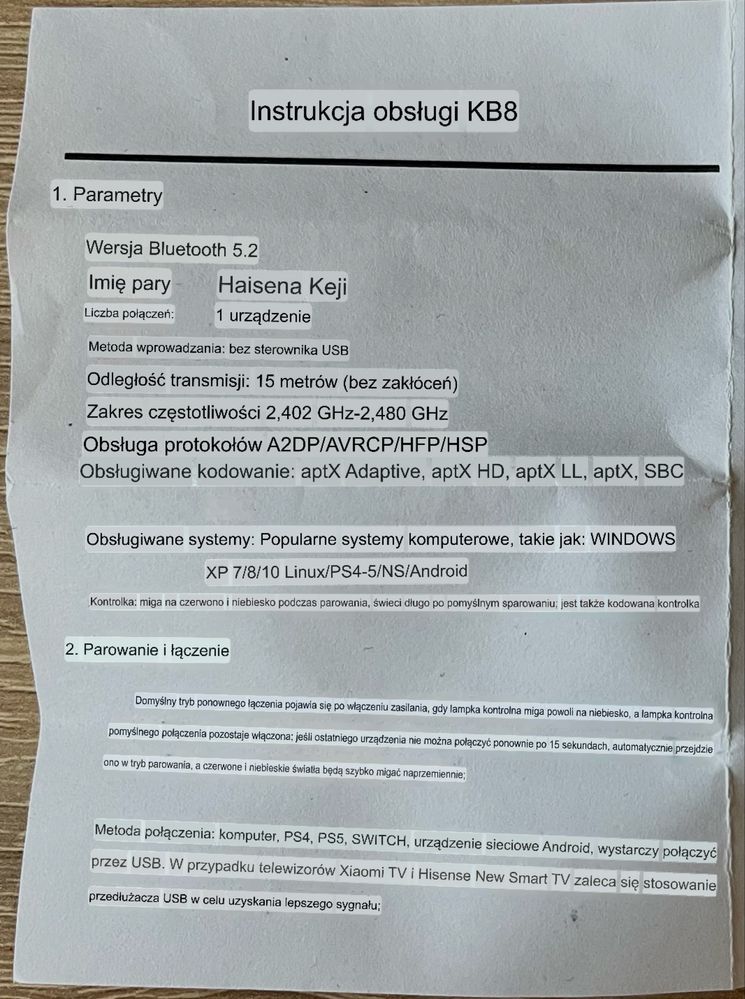 Instrukcja obsługi KB8
1. Parametry
Wersja Bluetooth 5.2
Imię pary Haisena Keji
Liczba połączeń: 1 urządzenie
Metoda wprowadzania: bez sterownika USB
Odległość transmisji: 15 metrów (bez zakłóceń)
Zakres częstotliwości 2,402 GHz-2,480 GHz
Obsługa protokołów A2DP/AVRCP/HFP/HSP
Obsługiwane kodowanie: aptX Adaptive, aptX HD, aptX LL, aptX, SBC
Obsługiwane systemy: Popularne systemy komputerowe, takie jak: WINDOWS
XP 7/8/10 Linux/PS4-5/NS/Android
Kontrolka: miga na czerwono i niebiesko podczas parowania, świeci długo po pomyślnym sparowaniu; jest także kodowana kontrolka
2. Parowanie i łączenie
Domyślny tryb ponownego łączenia pojawia się po włączeniu zasilania, gdy lampka kontrolna miga powoli na niebiesko, a lampka kontrolna
pomyślnego połączenia pozostaje włączona; jeśli ostatniego urządzenia nie można połączyć ponownie po 15 sekundach, automatycznie przejdzie
ono w tryb parowania, a czerwone i niebieskie światła będą szybko migać naprzemiennie;
Metoda połączenia: komputer, PS4, PS5, SWITCH, urządzenie sieciowe Android, wystarczy połączyć
przez USB. W przypadku telewizorów Xiaomi TV i Hisense New Smart TV zaleca się stosowanie
przedłużacza USB w celu uzyskania lepszego sygnału;